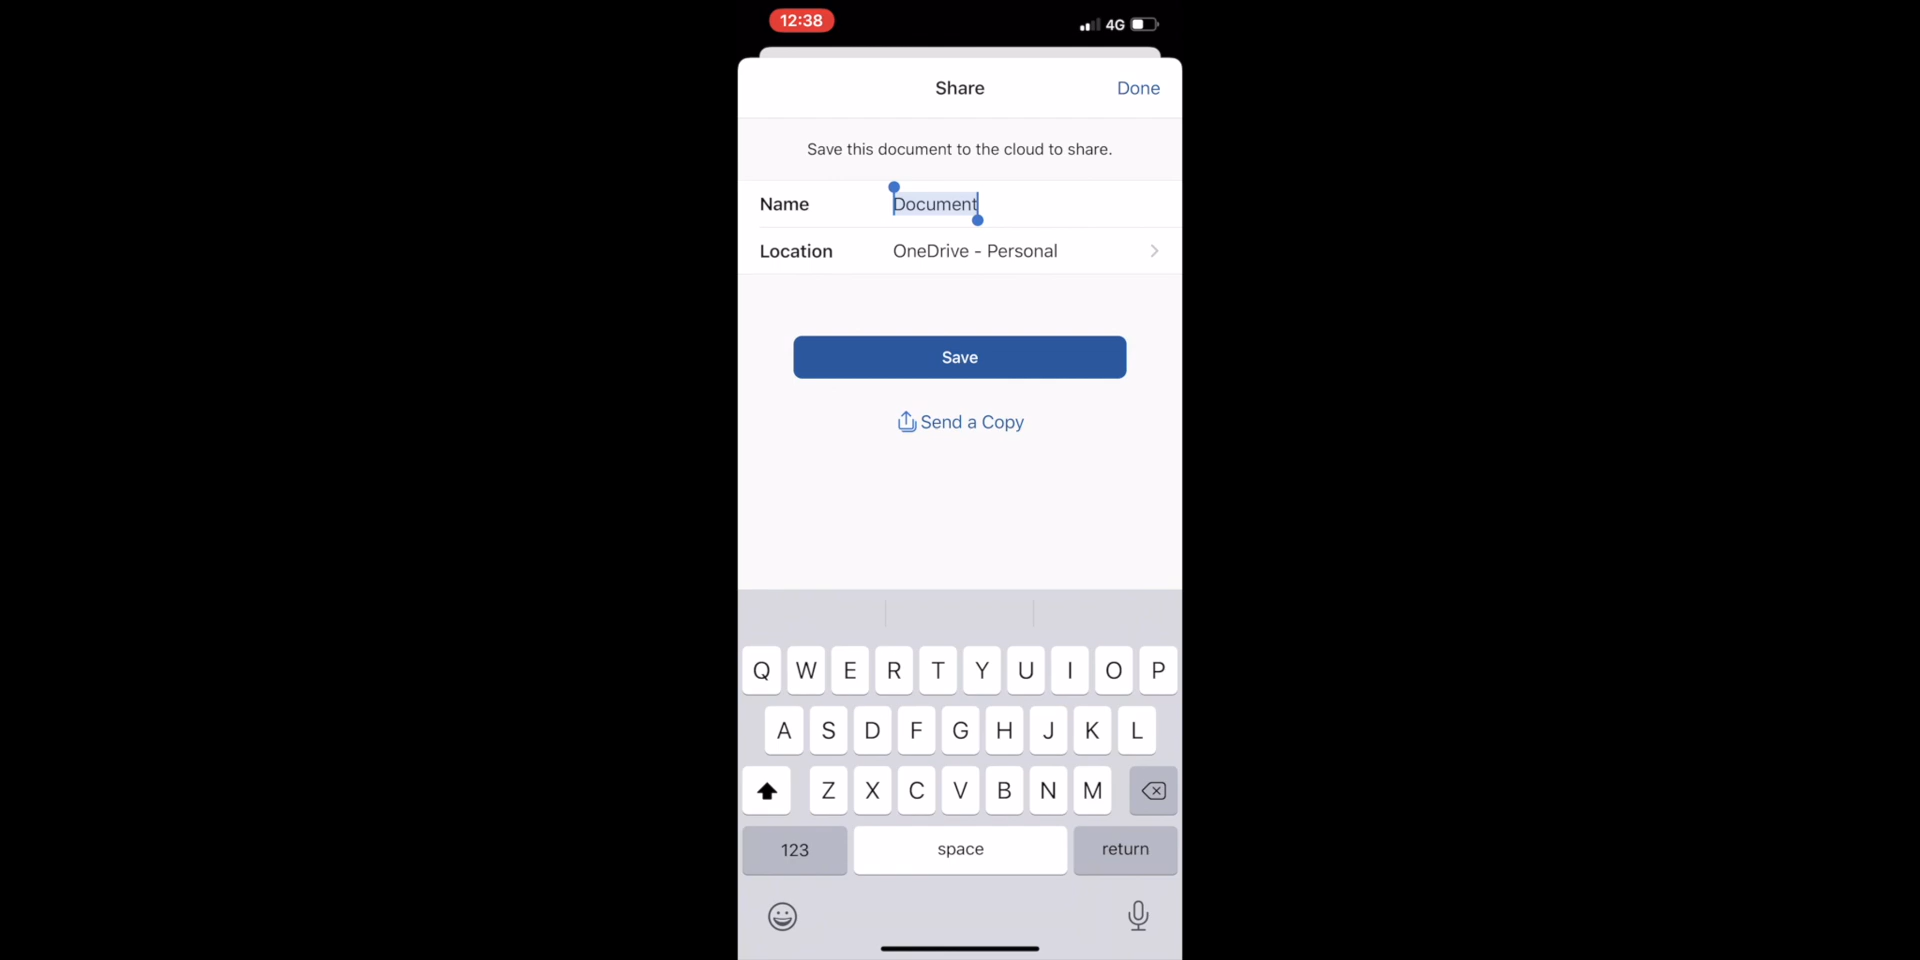 12:38
4G
Share
Done
Save this document to the cloud to share.
Name
Document
Location
OneDrive - Personal
Save
Send a Copy
Q W E R T Y U I O P
A S D F G H J K L
Z X C V B N M
123
space
return